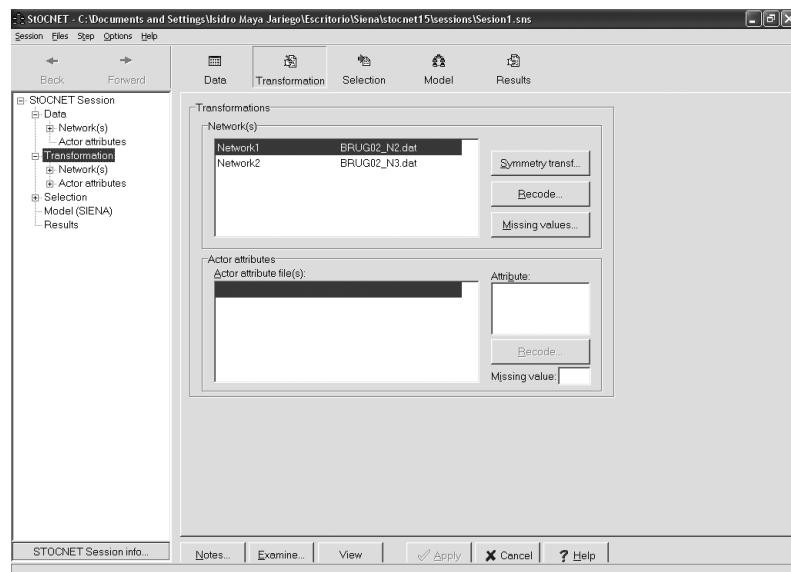 StOCNET - C:\Documents and Settings\Isidro Maya Jariego\Escritorio\Siena\stocnet15\sessions\Sesion1.sns
Session Files Step Options Help
Back Forward Data Transformation Selection Model Results
StOCNET Session
Data
Network(s)
Actor attributes
Transformation
Network(s)
Actor attributes
Selection
Model (SIENA)
Results
STOCNET Session info...
Transformations
Network(s)
Network1 BRUG02_N2.dat
Network2 BRUG02_N3.dat
Symmetry transf...
Recode...
Missing values...
Actor attributes
Actor attribute file(s):
Attribute:
Recode...
Missing value:
Notes... Examine... View Apply Cancel Help